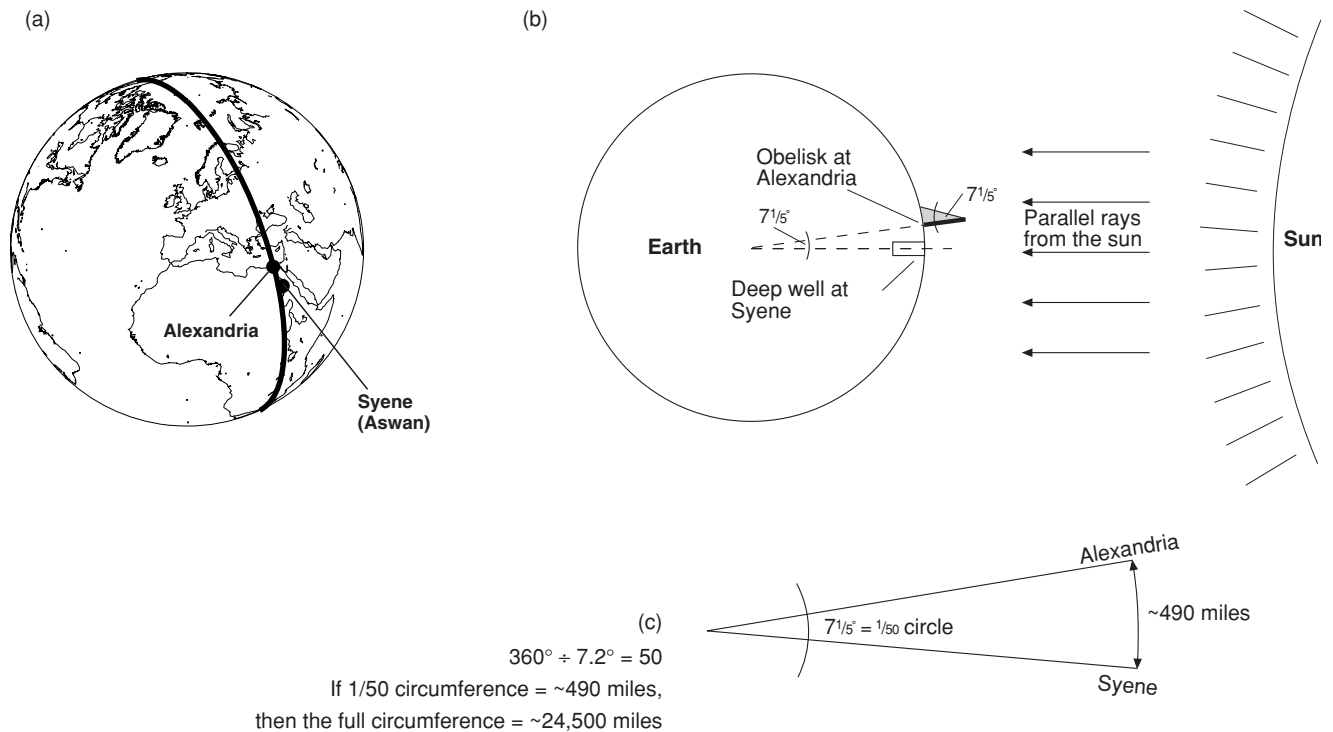 (a)
Alexandria
Syene
(Aswan)
(b)
Obelisk at
Alexandria
7 1/5°
7 1/5°
Earth
Deep well at
Syene
Parallel rays
from the sun
Sun
(c)
360° ÷ 7.2° = 50
If 1/50 circumference = ~490 miles,
then the full circumference = ~24,500 miles
Alexandria
7 1/5° = 1/50 circle
~490 miles
Syene